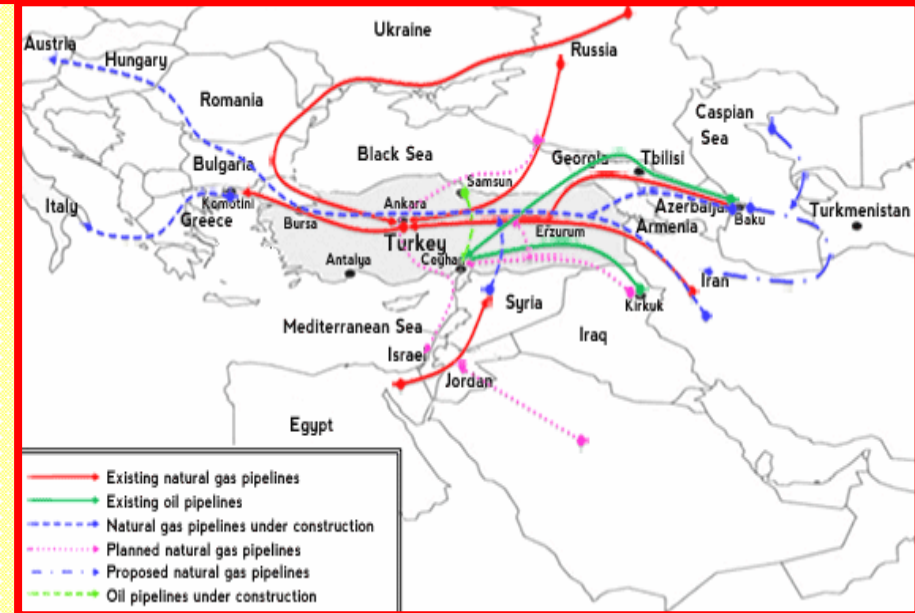 Ukraine
Austria
Hungary
Russia
Romania
Caspian
Sea
Black Sea
Georgia
Tbilisi
Bulgaria
Samsun
Italy
Komotini
Ankara
Azerbaijan
Greece
Bursa
Erzurum
Baku
Turkmenistan
Armenia
Turkey
Antalya
Ceyhan
Iran
Syria
Kirkuk
Mediterranean Sea
Iraq
Israel
Jordan
Egypt
Existing natural gas pipelines
Existing oil pipelines
Natural gas pipelines under construction
Planned natural gas pipelines
Proposed natural gas pipelines
Oil pipelines under construction